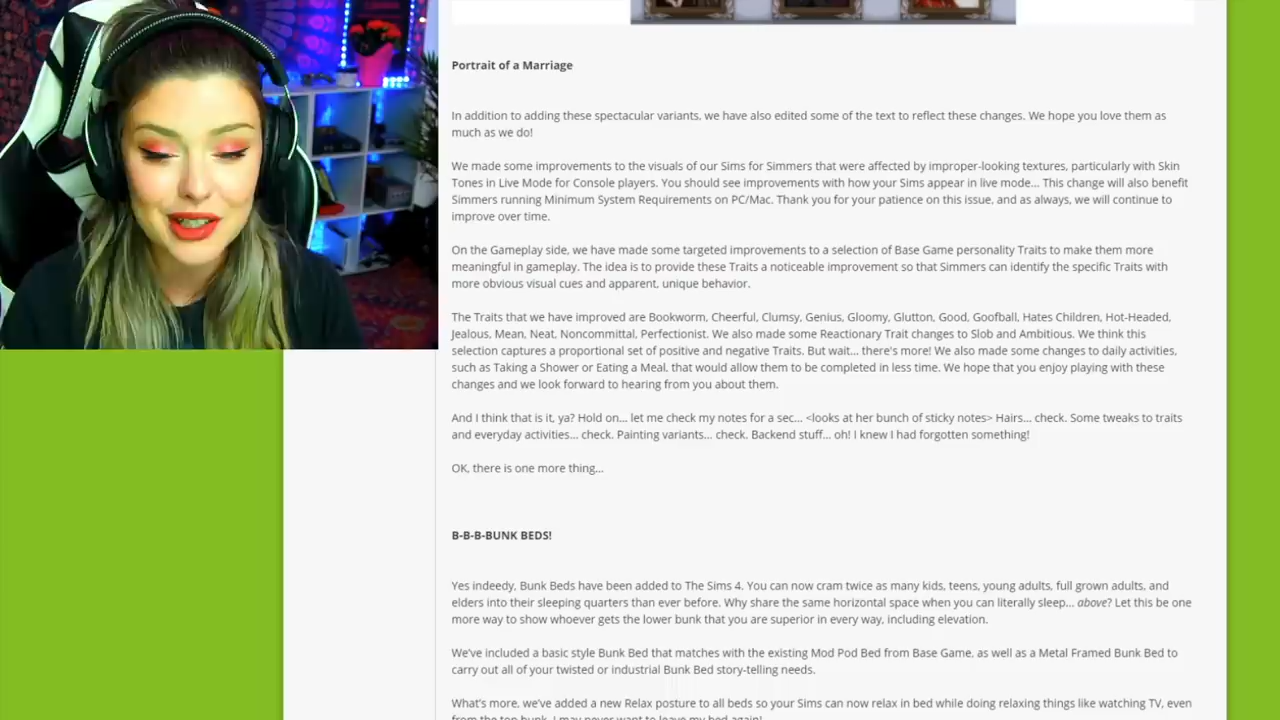 Portrait of a Marriage
In addition to adding these spectacular variants, we have also edited some of the text to reflect these changes. We hope you love them as
much as we do!
We made some improvements to the visuals of our Sims for Simmers that were affected by improper-looking textures, particularly with Skin
Tones in Live Mode for Console players. You should see improvements with how your Sims appear in live mode... This change will also benefit
Simmers running Minimum System Requirements on PC/Mac. Thank you for your patience on this issue, and as always, we will continue to
improve over time.
On the Gameplay side, we have made some targeted improvements to a selection of Base Game personality Traits to make them more
meaningful in gameplay. The idea is to provide these Traits a noticeable improvement so that Simmers can identify the specific Traits with
more obvious visual cues and apparent, unique behavior.
The Traits that we have improved are Bookworm, Cheerful, Clumsy, Genius, Gloomy, Glutton, Good, Goofball, Hates Children, Hot-Headed,
Jealous, Mean, Neat, Noncommittal, Perfectionist. We also made some Reactionary Trait changes to Slob and Ambitious. We think this
selection captures a proportional set of positive and negative Traits. But wait... there's more! We also made some changes to daily activities,
such as Taking a Shower or Eating a Meal, that would allow them to be completed in less time. We hope that you enjoy playing with these
changes and we look forward to hearing from you about them.
And I think that is it, ya? Hold on... let me check my notes for a sec... <looks at her bunch of sticky notes> Hairs... check. Some tweaks to traits
and everyday activities... check. Painting variants... check. Backend stuff... oh! I knew I had forgotten something!
OK, there is one more thing...
B-B-B-BUNK BEDS!
Yes indeedy, Bunk Beds have been added to The Sims 4. You can now cram twice as many kids, teens, young adults, full grown adults, and
elders into their sleeping quarters than ever before. Why share the same horizontal space when you can literally sleep... above? Let this be one
more way to show whoever gets the lower bunk that you are superior in every way, including elevation.
We've included a basic style Bunk Bed that matches with the existing Mod Pod Bed from Base Game, as well as a Metal Framed Bunk Bed to
carry out all of your twisted or industrial Bunk Bed story-telling needs.
What's more, we've added a new Relax posture to all beds so your Sims can now relax in bed while doing relaxing things like watching TV, even
from the top bunk. I may never want to leave my bed again!